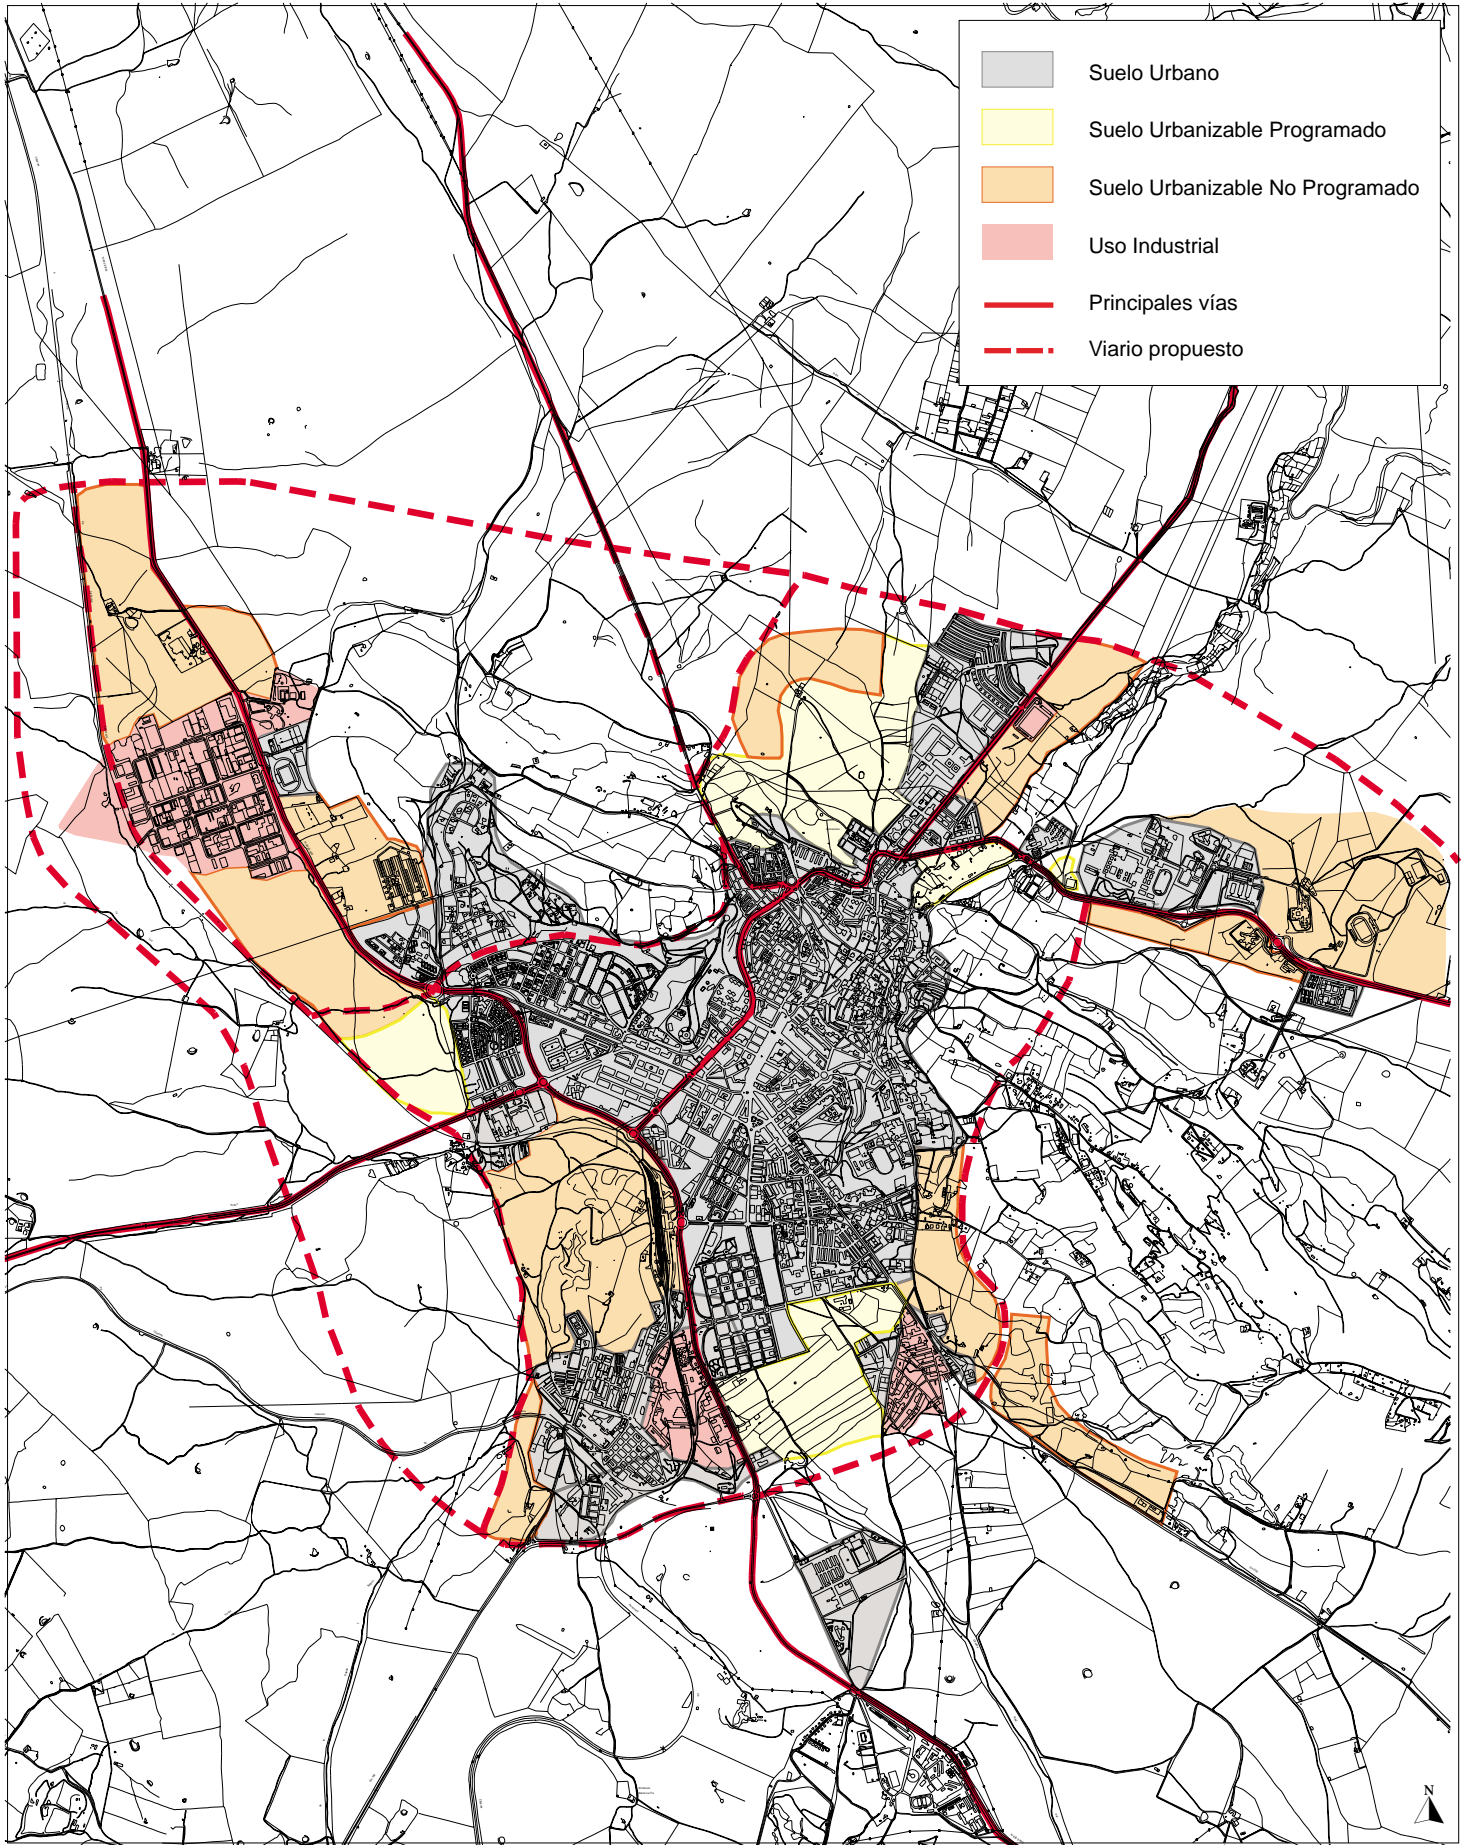 Suelo Urbano
Suelo Urbanizable Programado
Suelo Urbanizable No Programado
Uso Industrial
Principales vías
Viario propuesto
N